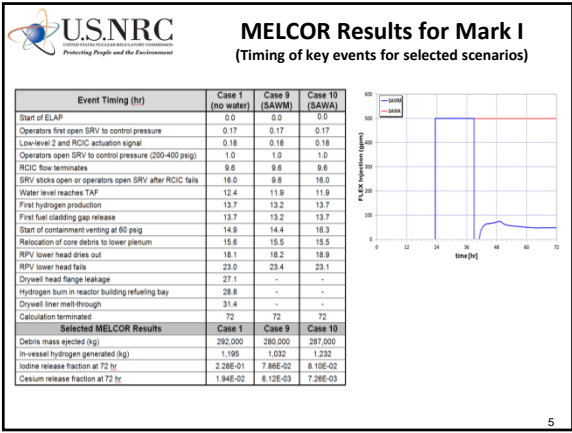 U.S.NRC
UNITED STATES NUCLEAR REGULATORY COMMISSION
Protecting People and the Environment
MELCOR Results for Mark I
(Timing of key events for selected scenarios)
Event Timing (hr) Case 1 (no water) Case 9 (SAWM) Case 10 (SAWA)
Start of ELAP 0.0 0.0 0.0
Operators first open SRV to control pressure 0.17 0.17 0.17
Low-level 2 and RCIC actuation signal 0.18 0.18 0.18
Operators open SRV to control pressure (200-400 psig) 1.0 1.0 1.0
RCIC flow terminates 9.6 9.6 9.6
SRV sticks open or operators open SRV after RCIC fails 16.0 9.6 16.0
Water level reaches TAF 12.4 11.9 11.9
First hydrogen production 13.7 13.2 13.7
First fuel cladding gap release 13.7 13.2 13.7
Start of containment venting at 60 psig 14.9 14.4 16.3
Relocation of core debris to lower plenum 15.6 15.5 15.5
RPV lower head dries out 18.1 18.2 18.9
RPV lower head fails 23.0 23.4 23.1
Drywell head flange leakage 27.1 - -
Hydrogen burn in reactor building refueling bay 28.8 - -
Drywell liner melt-through 31.4 - -
Calculation terminated 72 72 72
Selected MELCOR Results Case 1 Case 9 Case 10
Debris mass ejected (kg) 292,000 280,000 287,000
In-vessel hydrogen generated (kg) 1,195 1,032 1,232
Iodine release fraction at 72 hr 2.28E-01 7.86E-02 8.10E-02
Cesium release fraction at 72 hr 1.94E-02 6.12E-03 7.26E-03
SAWM
SAWA
FLEX Injection (gpm)
600
500
400
300
200
100
0
0 12 24 36 48 60 72
time [hr]
5